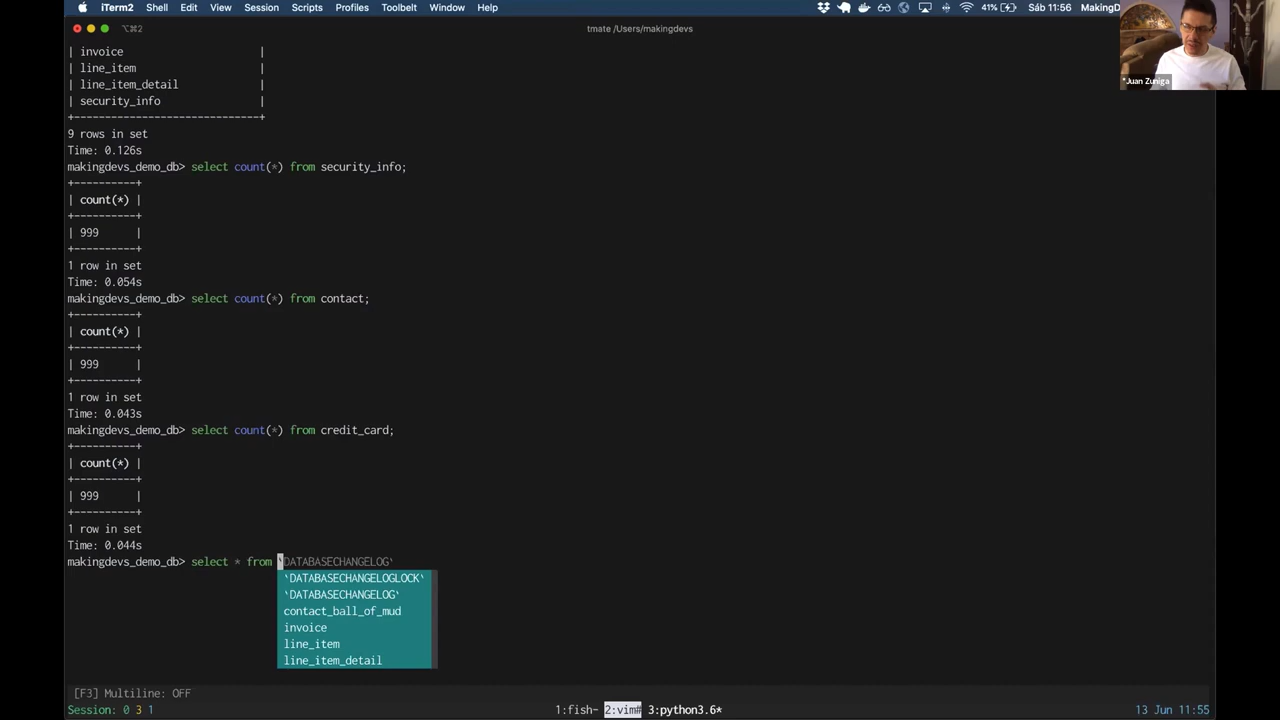 iTerm2 Shell Edit View Session Scripts Profiles Toolbelt Window Help 41% Sáb 11:56 MakingD
⌥⌘2 tmate /Users/makingdevs
*Juan Zuniga
| invoice |
| line_item |
| line_item_detail |
| security_info |
+-----------------------------+
9 rows in set
Time: 0.126s
makingdevs_demo_db> select count(*) from security_info;
+----------+
| count(*) |
+----------+
| 999 |
+----------+
1 row in set
Time: 0.054s
makingdevs_demo_db> select count(*) from contact;
+----------+
| count(*) |
+----------+
| 999 |
+----------+
1 row in set
Time: 0.043s
makingdevs_demo_db> select count(*) from credit_card;
+----------+
| count(*) |
+----------+
| 999 |
+----------+
1 row in set
Time: 0.044s
makingdevs_demo_db> select * from `DATABASECHANGELOG`
`DATABASECHANGELOGLOCK`
`DATABASECHANGELOG`
contact_ball_of_mud
invoice
line_item
line_item_detail
[F3] Multiline: OFF
Session: 0 3 1 1:fish- 2:vim# 3:python3.6* 13 Jun 11:55